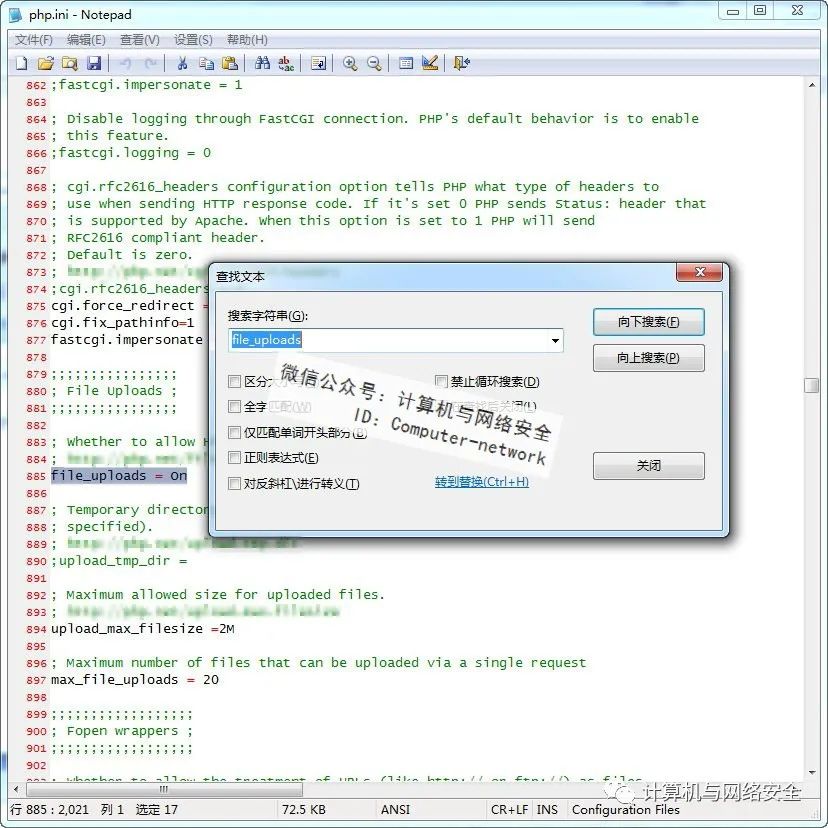 php.ini - Notepad
文件(F) 编辑(E) 查看(V) 设置(S) 帮助(H)
862 ;fastcgi.impersonate = 1
863
864 ; Disable logging through FastCGI connection. PHP's default behavior is to enable
865 ; this feature.
866 ;fastcgi.logging = 0
867
868 ; cgi.rfc2616_headers configuration option tells PHP what type of headers to
869 ; use when sending HTTP response code. If it's set 0 PHP sends Status: header that
870 ; is supported by Apache. When this option is set to 1 PHP will send
871 ; RFC2616 compliant header.
872 ; Default is zero.
873 ;
874 ;cgi.rfc2616_headers
875 cgi.force_redirect =
876 cgi.fix_pathinfo=1
877 fastcgi.impersonate
878
879 ;;;;;;;;;;;;;;;;
880 ; File Uploads ;
881 ;;;;;;;;;;;;;;;;
882
883 ; Whether to allow H
884 ;
885 file_uploads = On
886
887 ; Temporary director
888 ; specified).
889 ;
890 ;upload_tmp_dir =
891
892 ; Maximum allowed size for uploaded files.
893 ;
894 upload_max_filesize =2M
895
896 ; Maximum number of files that can be uploaded via a single request
897 max_file_uploads = 20
898
899 ;;;;;;;;;;;;;;;;;;
900 ; Fopen wrappers ;
901 ;;;;;;;;;;;;;;;;;;
902
查找文本
搜索字符串(G):
file_uploads
向下搜索(F)
向上搜索(P)
区分大
禁止循环搜索(D)
全字匹配(W)
仅匹配单词开头部分(B)
正则表达式(E)
对反斜杠\进行转义(T)
转到替换(Ctrl+H)
关闭
微信公众号：计算机与网络安全
ID: Computer-network
计算机与网络安全
行 885 : 2,021 列 1 选定 17 72.5 KB ANSI CR+LF INS Configuration Files